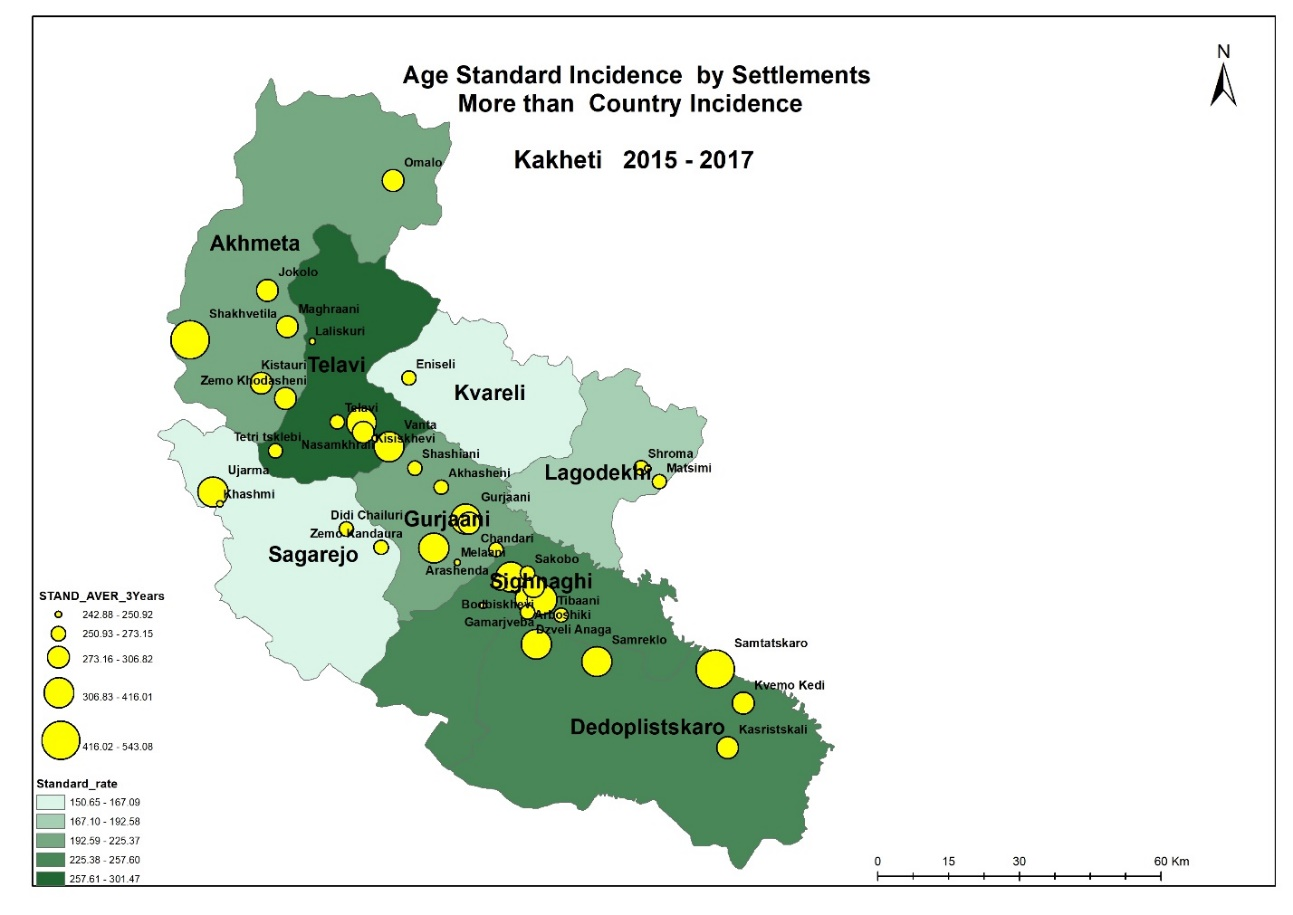 Age Standard Incidence by Settlements
More than Country Incidence
Kakheti 2015 - 2017
N
Omalo
Akhmeta
Jokolo
Shakhvetila
Maghraani
Laliskuri
Kistauri
Telavi
Eniseli
Zemo Khodasheni
Kvareli
Telavi
Vanta
Tetri tsklebi
Nasamkhrali
Kisiskhevi
Shashiani
Shroma
Ujarma
Akhasheni
Lagodekhi
Matsimi
Khashmi
Gurjaani
Didi Chailuri
Gurjaani
Zemo Kandaura
Chandari
Sagarejo
Melaani
Sakobo
Arashenda
Sighnaghi
Bodbiskhevi
Tibaani
Arboshiki
Gamarjveba
Dzveli Anaga
Samreklo
Samtatskaro
Kvemo Kedi
Dedoplistskaro
Kasristskali
STAND_AVER_3Years
242.88 - 250.92
250.93 - 273.15
273.16 - 306.82
306.83 - 416.01
416.02 - 543.08
Standard_rate
150.65 - 167.09
167.10 - 192.58
192.59 - 225.37
225.38 - 257.60
257.61 - 301.47
0 15 30 60 Km